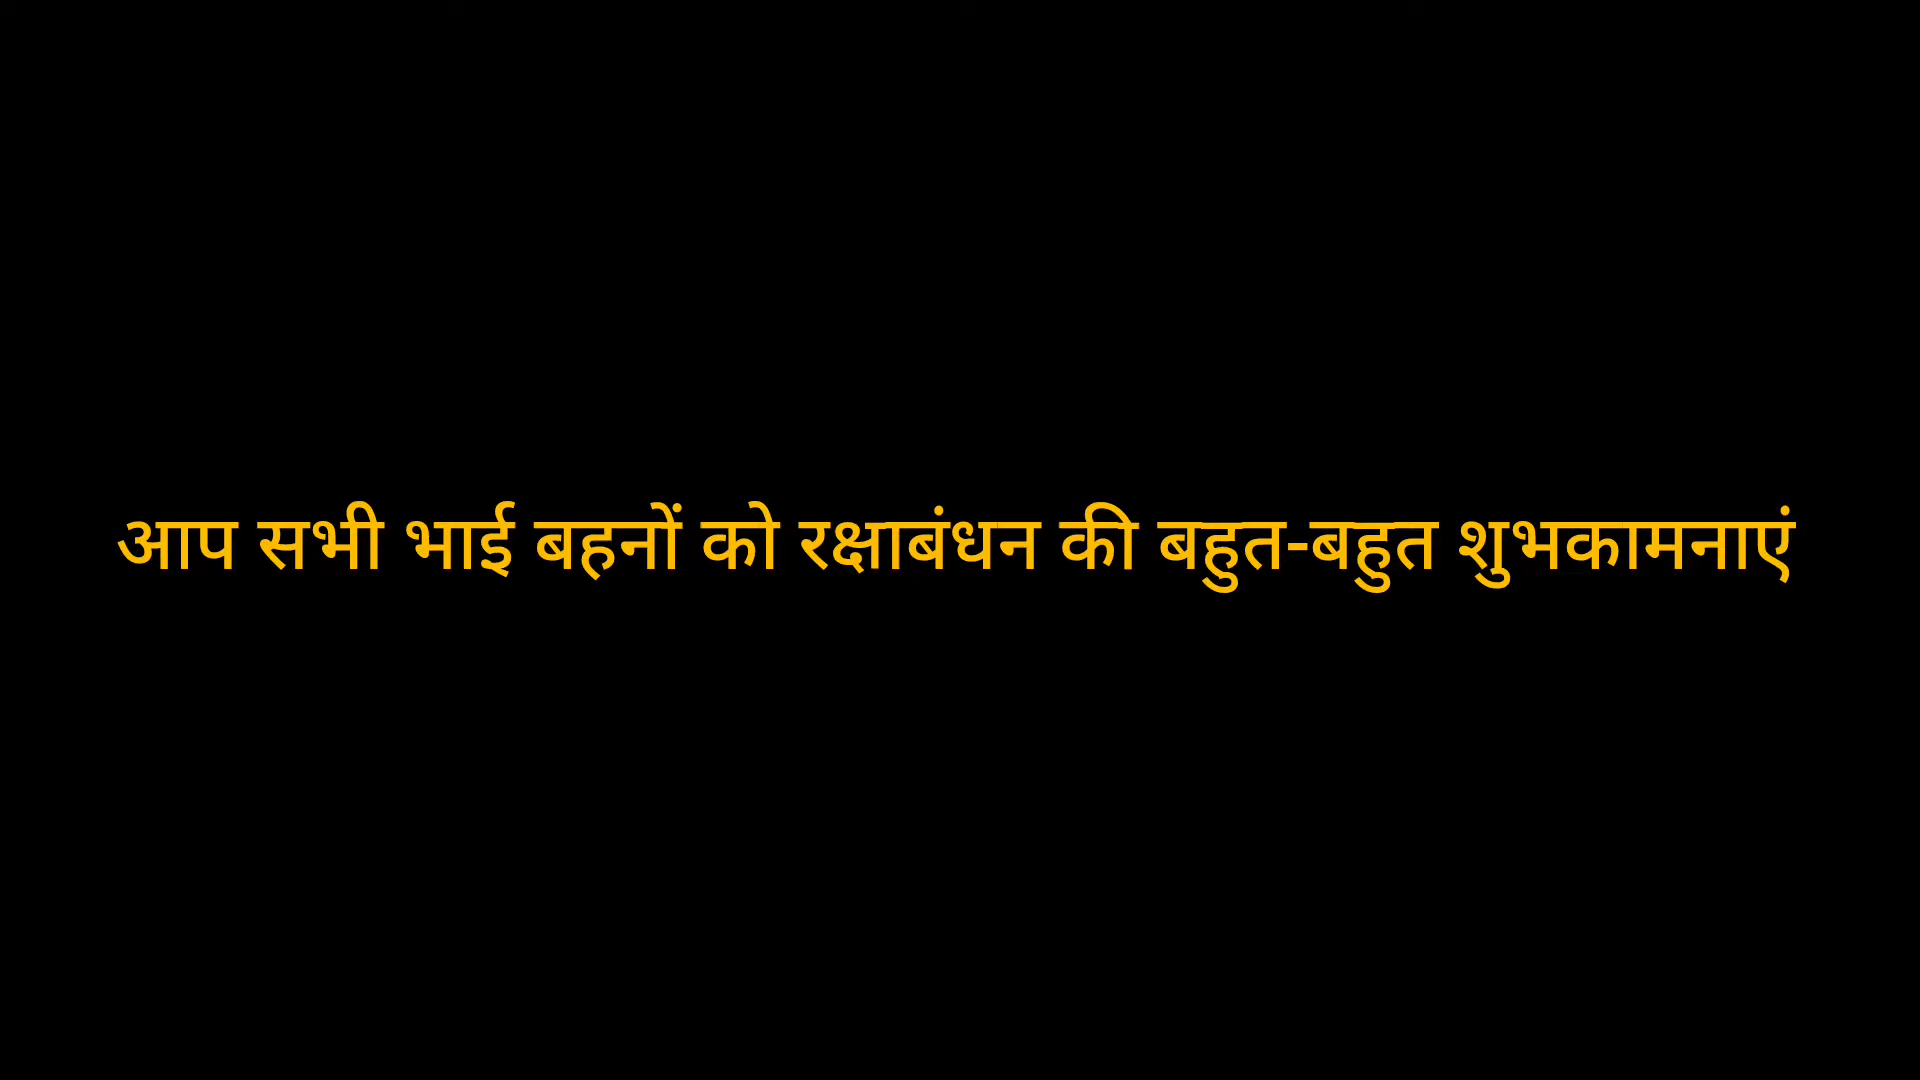 आप सभी भाई बहनों को रक्षाबंधन की बहुत-बहुत शुभकामनाएं